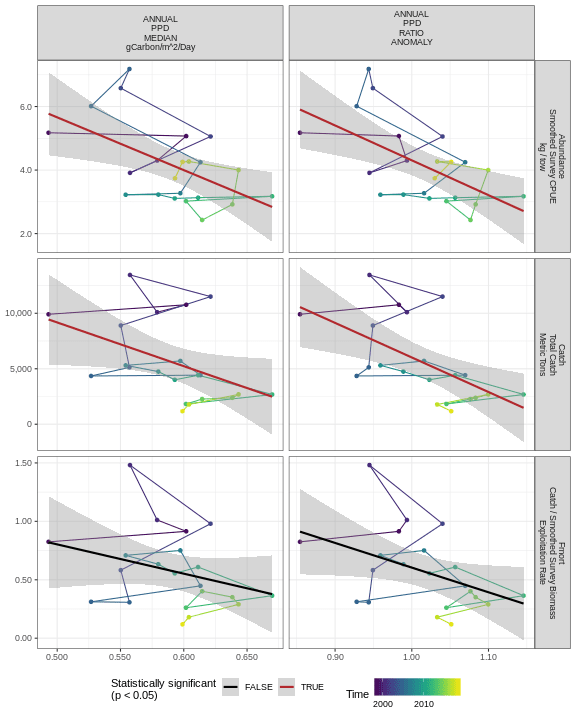 ANNUAL
PPD
MEDIAN
gCarbon/m^2/Day
ANNUAL
PPD
RATIO
ANOMALY
6.0
4.0
2.0
Abundance
Smoothed Survey CPUE
kg / tow
10,000
5,000
0
Catch
Total Catch
Metric Tons
1.50
1.00
0.50
0.00
Fmort
Catch / Smoothed Survey Biomass
Exploitation Rate
0.500
0.550
0.600
0.650
0.90
1.00
1.10
Statistically significant
(p < 0.05)
FALSE
TRUE
Time
2000
2010